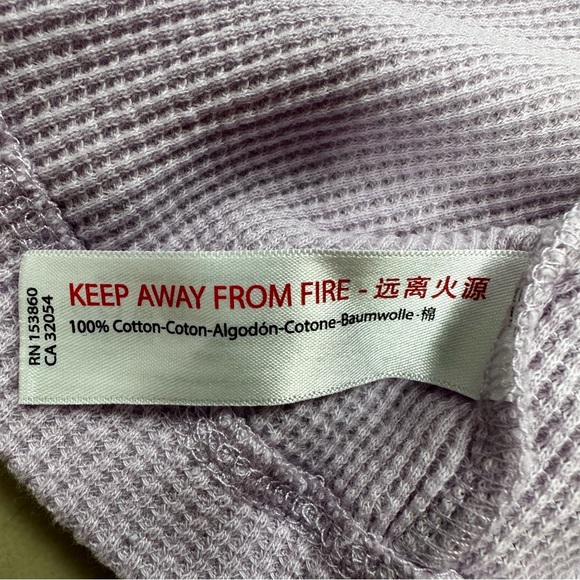 RN 153860
CA 32054
KEEP AWAY FROM FIRE - 远离火源
100% Cotton-Coton-Algodón-Cotone-Baumwolle-棉